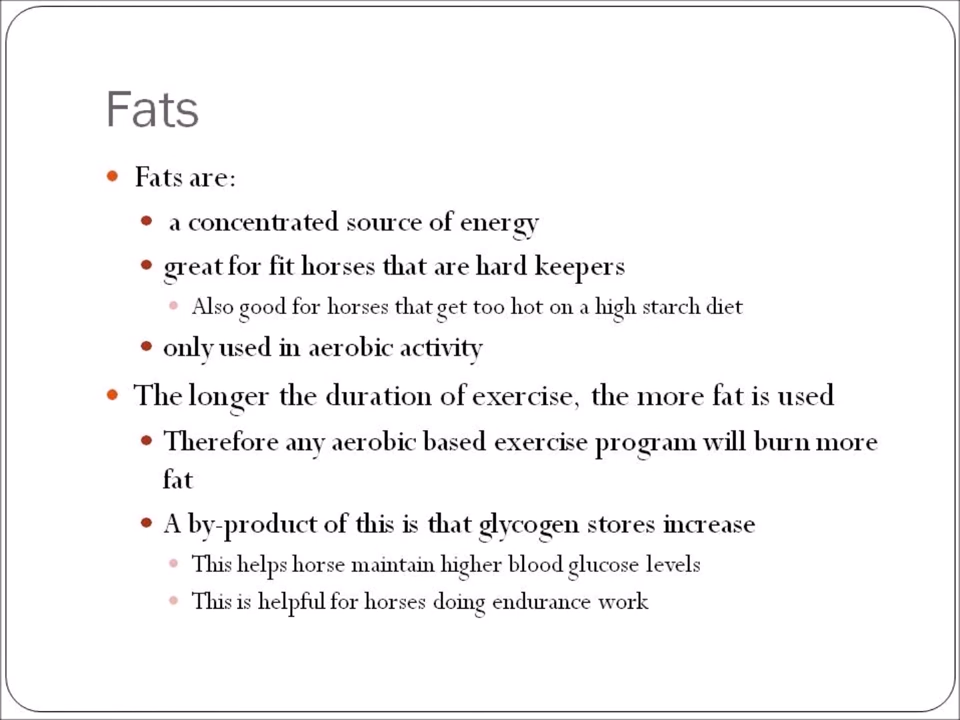 Fats
Fats are:
a concentrated source of energy
great for fit horses that are hard keepers
Also good for horses that get too hot on a high starch diet
only used in aerobic activity
The longer the duration of exercise, the more fat is used
Therefore any aerobic based exercise program will burn more
fat
A by-product of this is that glycogen stores increase
This helps horse maintain higher blood glucose levels
This is helpful for horses doing endurance work